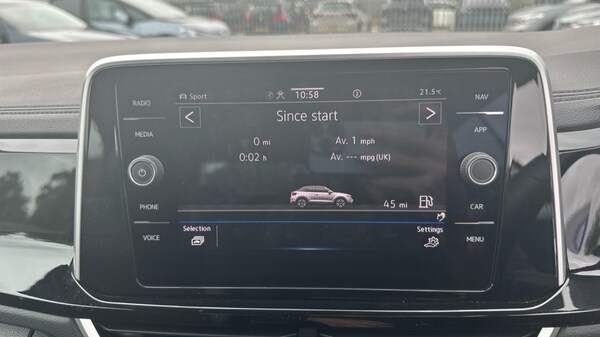 RADIO
MEDIA
PHONE
VOICE
Sport
10:58
21.5°C
< Since start >
0 mi Av. 1 mph
0:02 h Av. --- mpg (UK)
45 mi
Selection Settings
NAV
APP
CAR
MENU